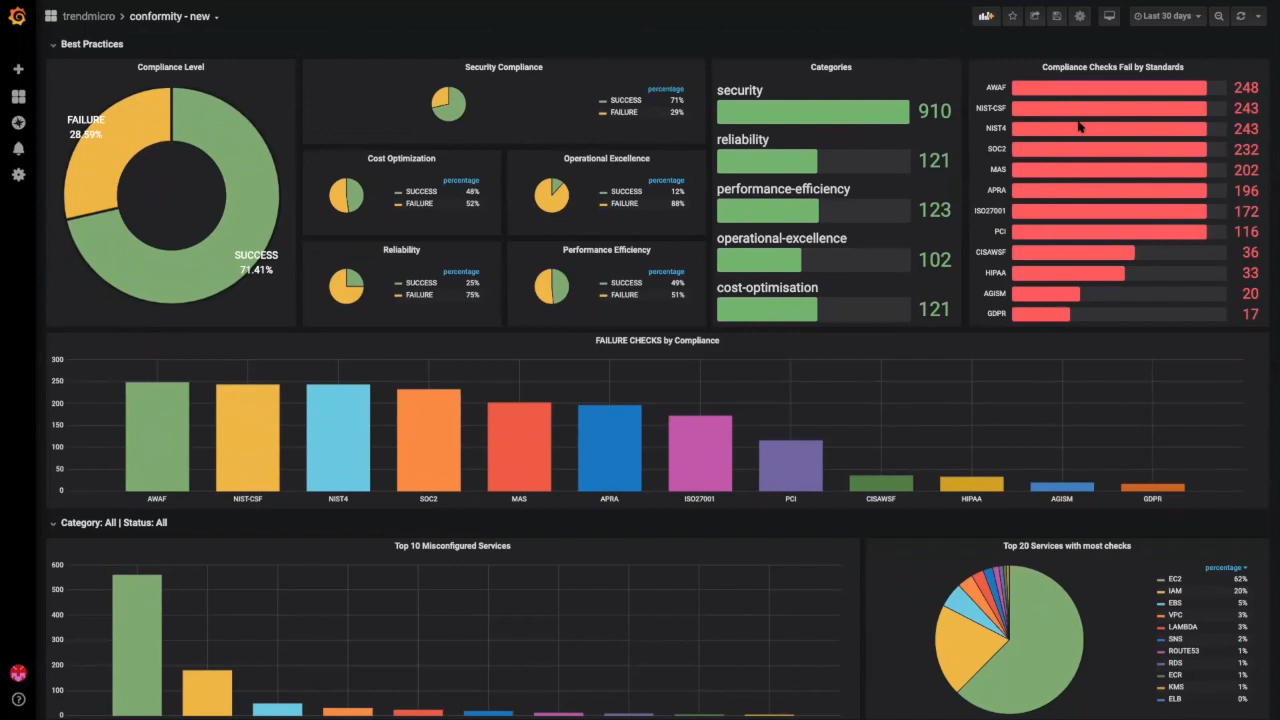 trendmicro > conformity - new
Last 30 days
Best Practices
Compliance Level
FAILURE
28.59%
SUCCESS
71.41%
Security Compliance
percentage
SUCCESS 71%
FAILURE 29%
Cost Optimization
percentage
SUCCESS 48%
FAILURE 52%
Operational Excellence
percentage
SUCCESS 12%
FAILURE 88%
Reliability
percentage
SUCCESS 25%
FAILURE 75%
Performance Efficiency
percentage
SUCCESS 49%
FAILURE 51%
Categories
security 910
reliability 121
performance-efficiency 123
operational-excellence 102
cost-optimisation 121
Compliance Checks Fail by Standards
AWAF 248
NIST-CSF 243
NIST4 243
SOC2 232
MAS 202
APRA 196
ISO27001 172
PCI 116
CISAWSF 36
HIPAA 33
AGISM 20
GDPR 17
FAILURE CHECKS by Compliance
300
250
200
150
100
50
0
AWAF NIST-CSF NIST4 SOC2 MAS APRA ISO27001 PCI CISAWSF HIPAA AGISM GDPR
Category: All | Status: All
Top 10 Misconfigured Services
600
500
400
300
200
100
0
Top 20 Services with most checks
percentage
EC2 62%
IAM 20%
EBS 5%
VPC 3%
LAMBDA 3%
SNS 2%
ROUTE53 1%
RDS 1%
ECR 1%
KMS 1%
ELB 0%